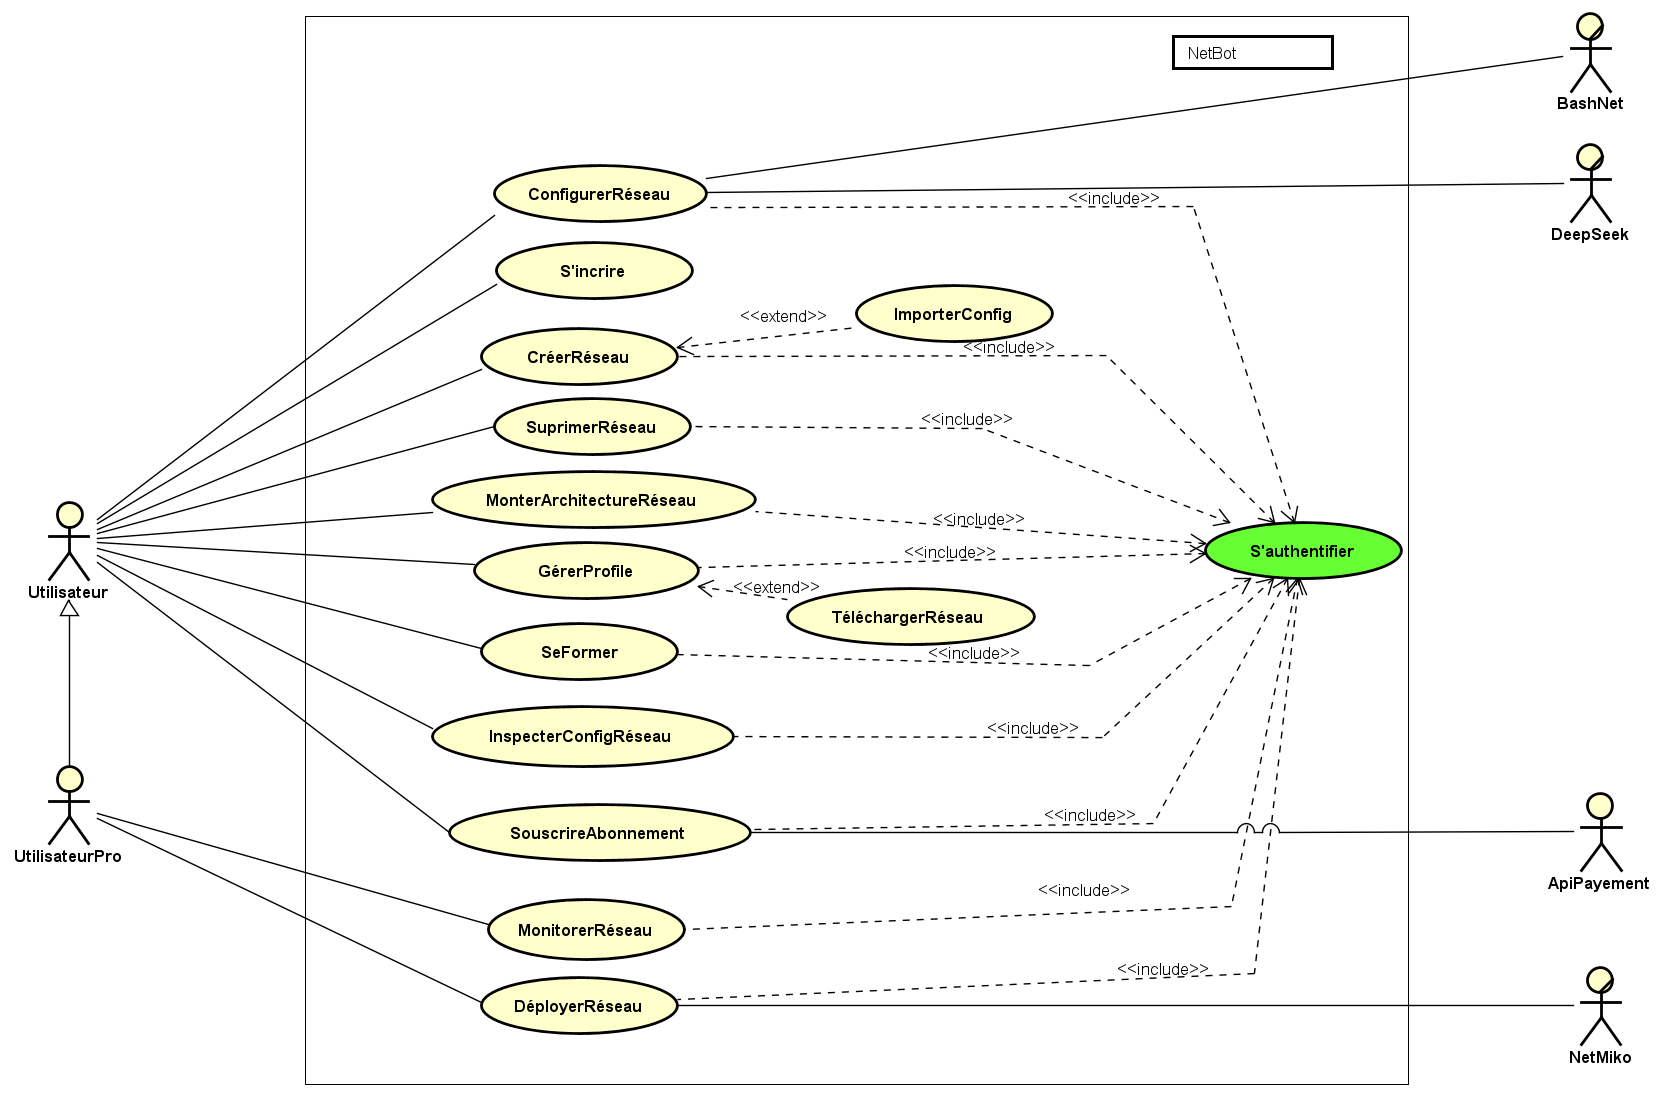 NetBot
BashNet
DeepSeek
ConfigurerRéseau
<<include>>
S'incrire
ImporterConfig
<<extend>>
CréerRéseau
<<include>>
SuprimerRéseau
<<include>>
MonterArchitectureRéseau
<<include>>
S'authentifier
GérerProfile
<<include>>
<<extend>>
Utilisateur
TéléchargerRéseau
SeFormer
<<include>>
InspecterConfigRéseau
<<include>>
SouscrireAbonnement
<<include>>
UtilisateurPro
ApiPayement
<<include>>
MonitorerRéseau
<<include>>
DéployerRéseau
NetMiko